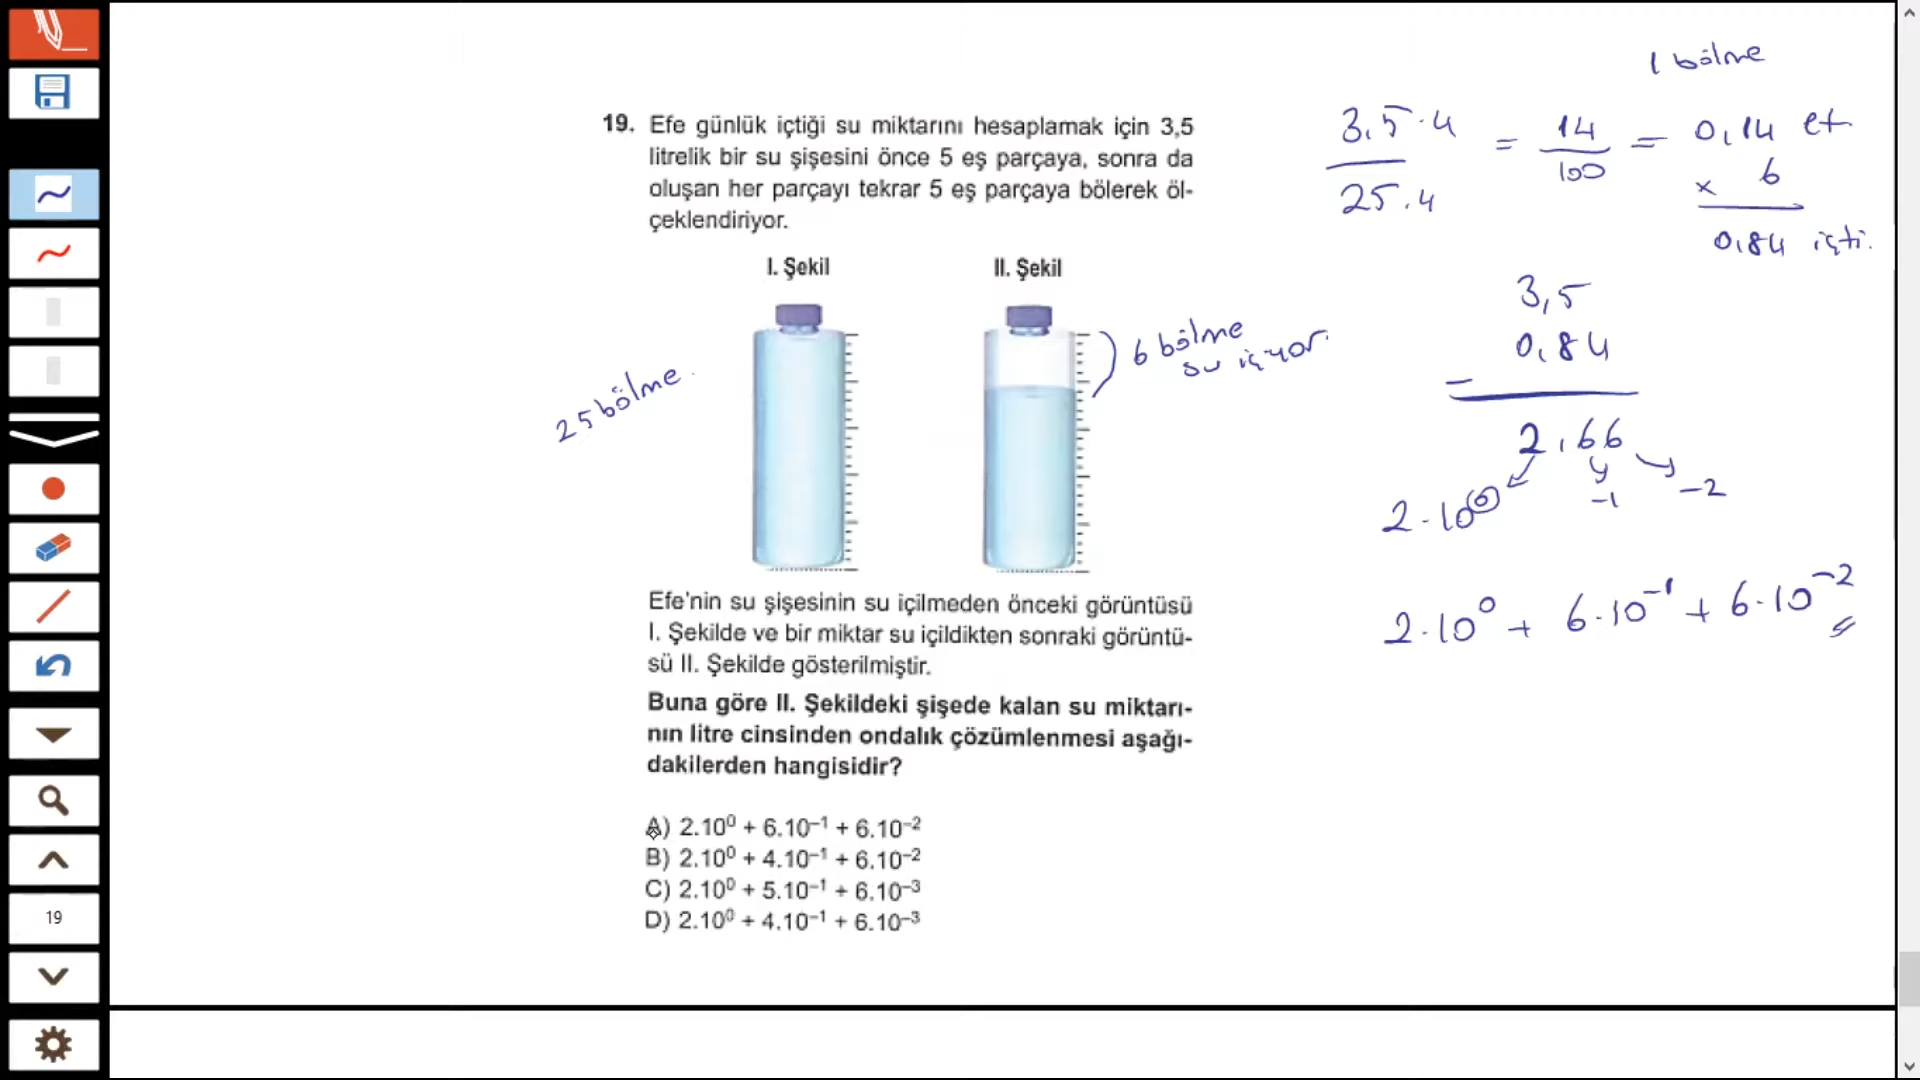 19. Efe günlük içtiği su miktarını hesaplamak için 3,5
litrelik bir su şişesini önce 5 eş parçaya, sonra da
oluşan her parçayı tekrar 5 eş parçaya bölerek öl-
çeklendiriyor.
I. Şekil
II. Şekil
25 bölme.
6 bölme
su içiyor.
Efe'nin su şişesinin su içilmeden önceki görüntüsü
I. Şekilde ve bir miktar su içildikten sonraki görüntü-
sü II. Şekilde gösterilmiştir.
Buna göre II. Şekildeki şişede kalan su miktarı-
nın litre cinsinden ondalık çözümlenmesi aşağı-
dakilerden hangisidir?
A) 2.10⁰ + 6.10⁻¹ + 6.10⁻²
B) 2.10⁰ + 4.10⁻¹ + 6.10⁻²
C) 2.10⁰ + 5.10⁻¹ + 6.10⁻³
D) 2.10⁰ + 4.10⁻¹ + 6.10⁻³
1 bölme
3,5.4 / 25.4 = 14 / 100 = 0,14 et
x 6
0,84 içti.
3,5
0,84
-
2,66
2.10⁰
-1
-2
2.10⁰ + 6.10⁻¹ + 6.10⁻²
19